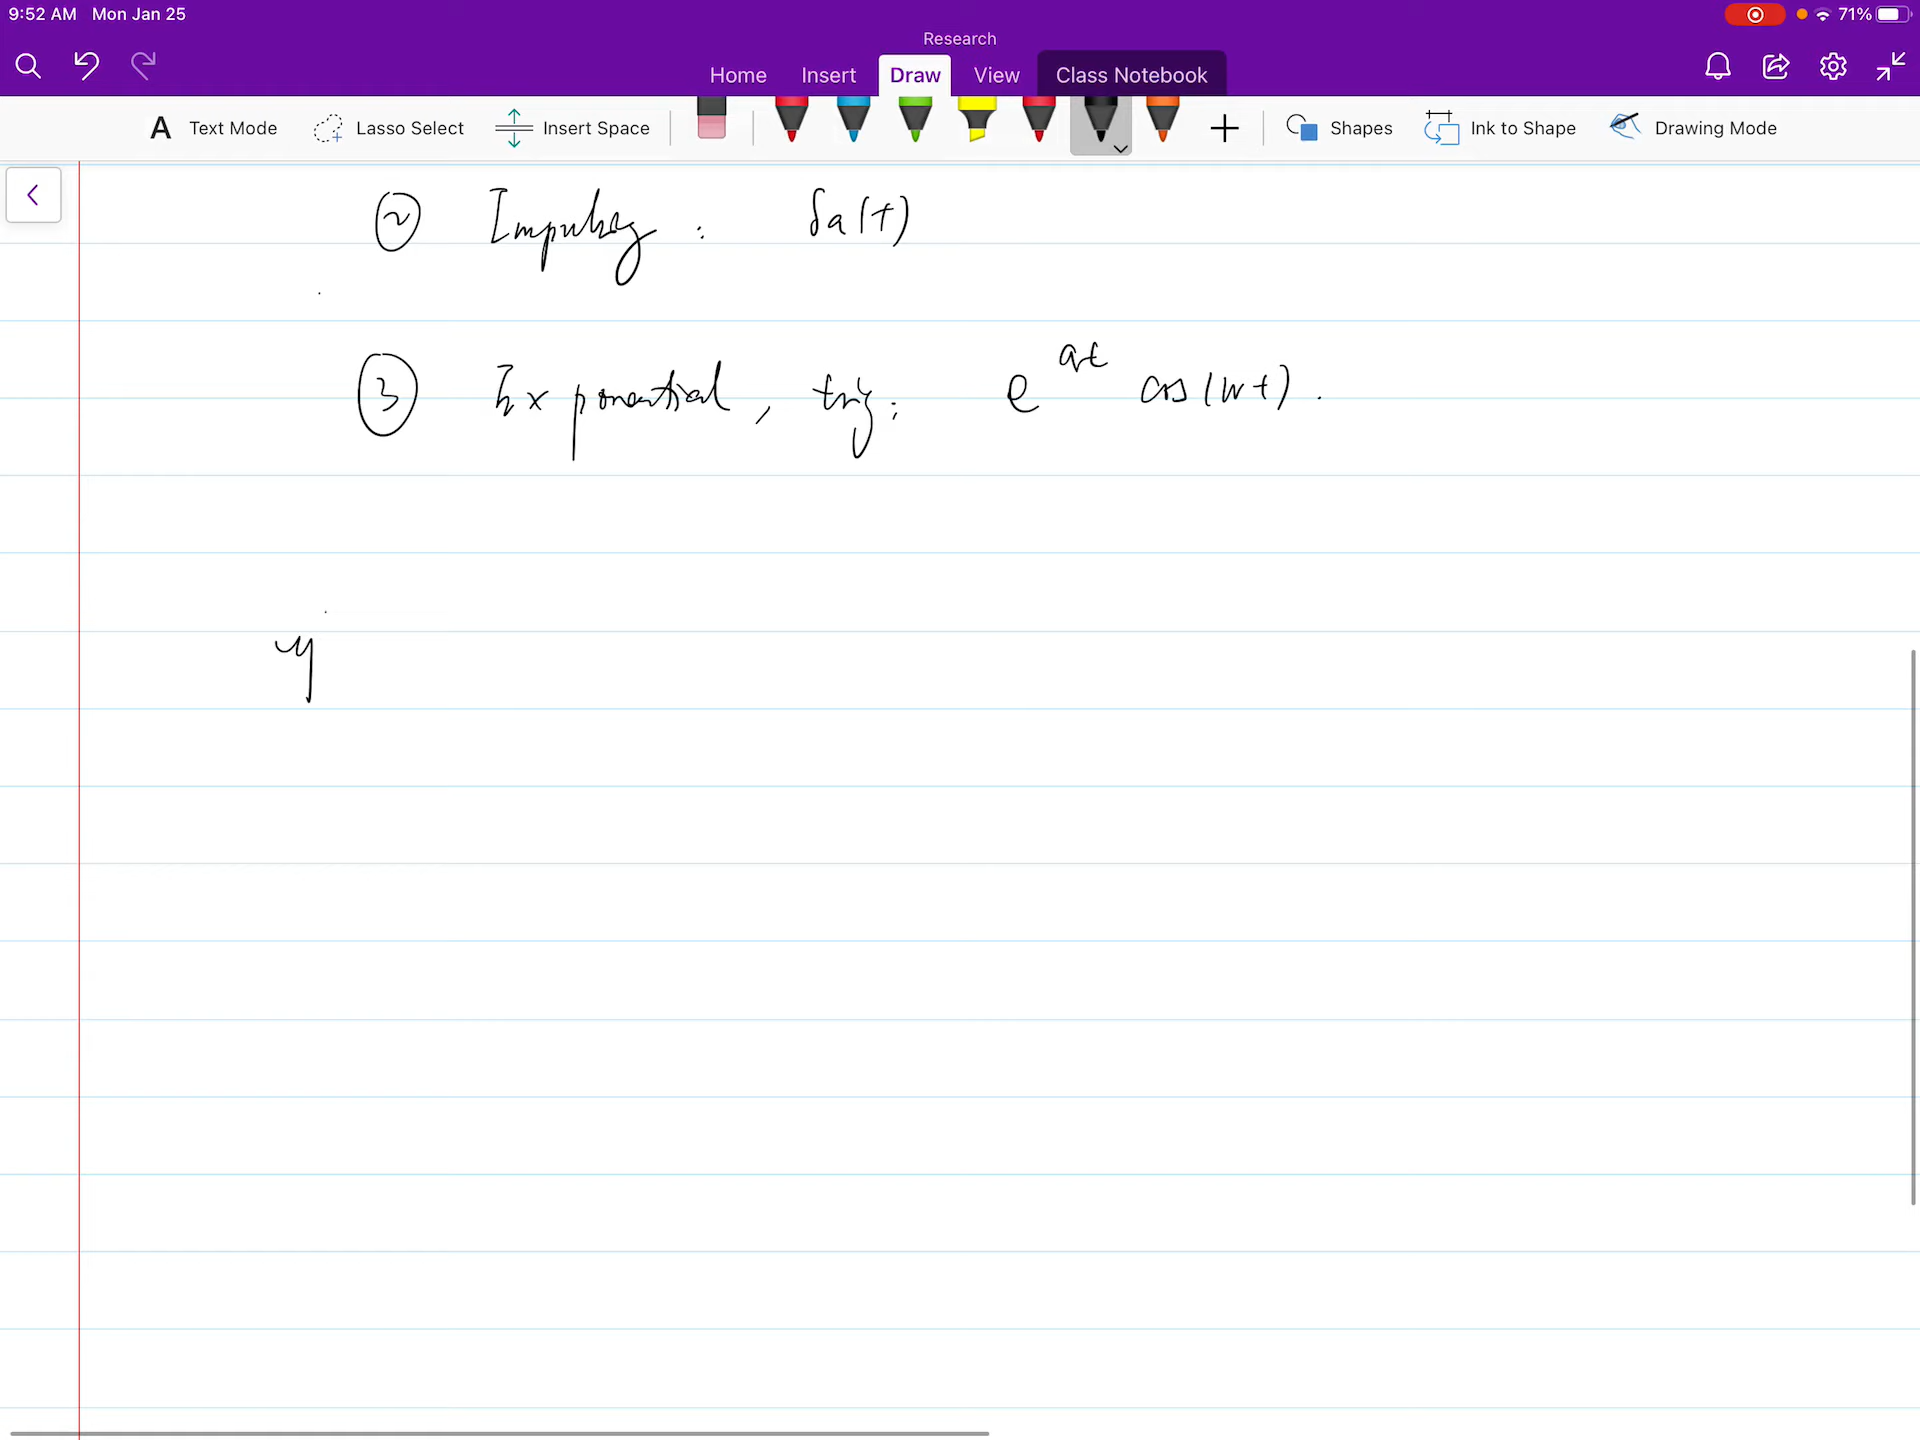 9:52 AM Mon Jan 25 71%
Research
Home Insert Draw View Class Notebook
A Text Mode Lasso Select Insert Space Shapes Ink to Shape Drawing Mode
② Impulsy : δa(t)
③ Exponential, trig: e^at cos(wt).
y